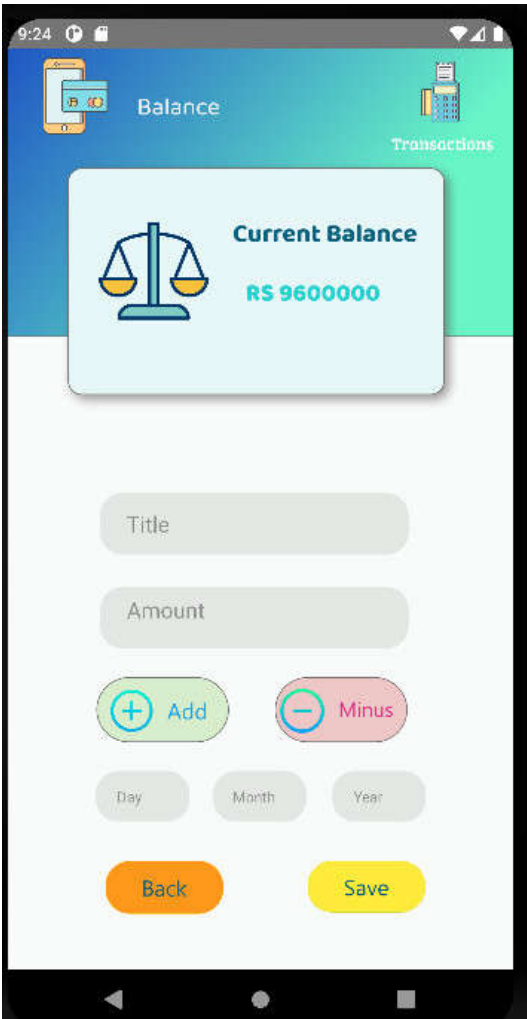 9:24
Balance
Transactions
Current Balance
RS 9600000
Title
Amount
Add Minus
Day Month Year
Back Save